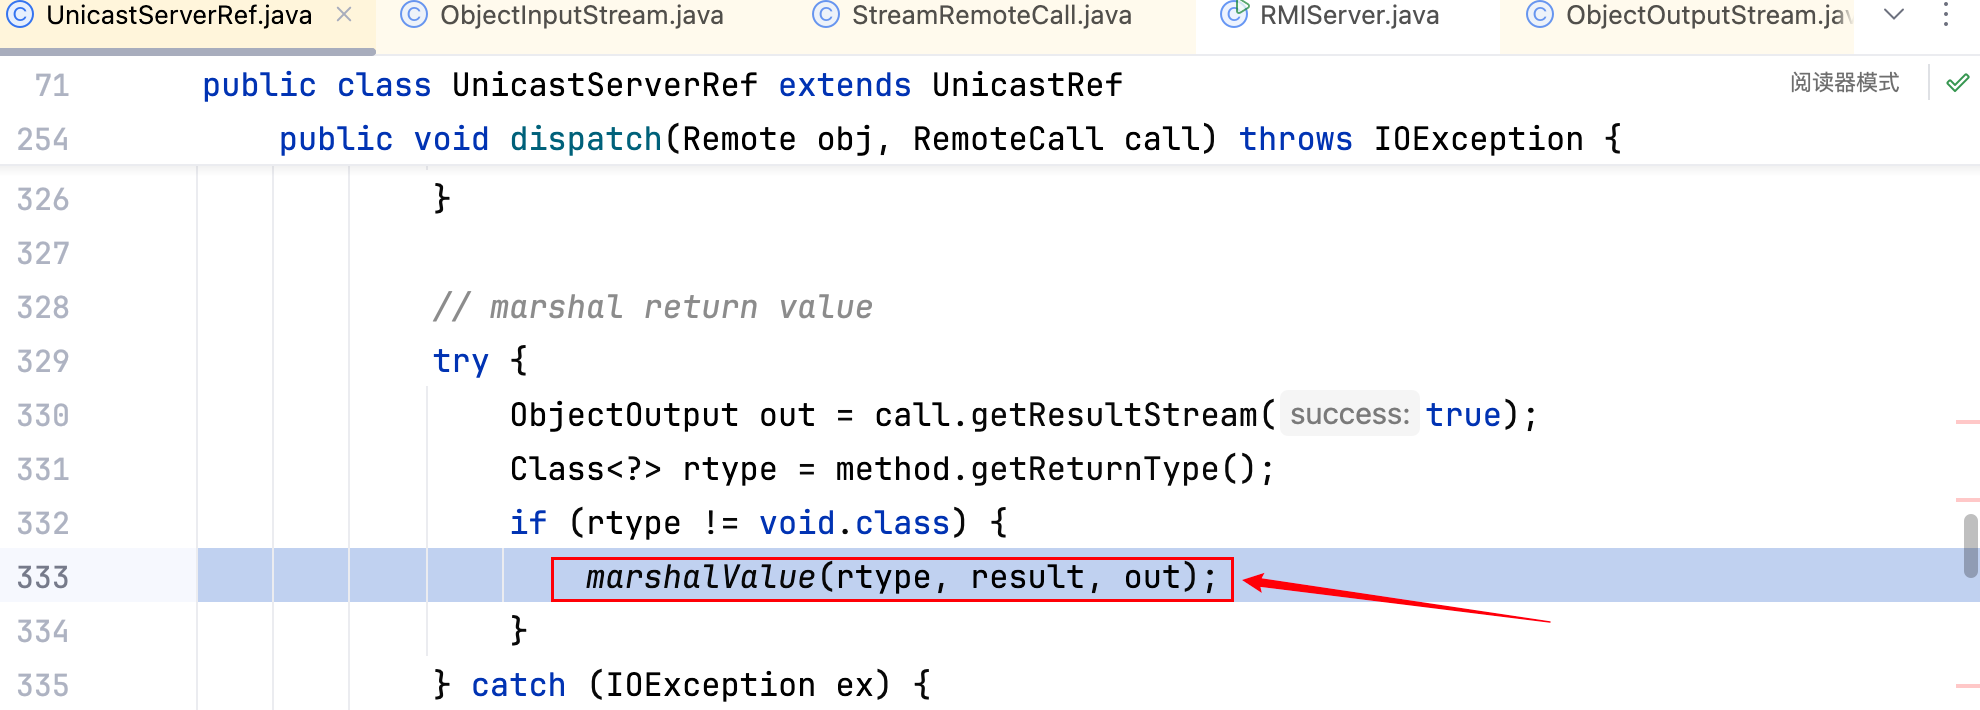 UnicastServerRef.java × ObjectInputStream.java StreamRemoteCall.java RMIServer.java ObjectOutputStream.jav
71 public class UnicastServerRef extends UnicastRef 阅读器模式
254 public void dispatch(Remote obj, RemoteCall call) throws IOException {
326 }
327
328 // marshal return value
329 try {
330 ObjectOutput out = call.getResultStream( success: true);
331 Class<?> rtype = method.getReturnType();
332 if (rtype != void.class) {
333 marshalValue(rtype, result, out);
334 }
335 } catch (IOException ex) {